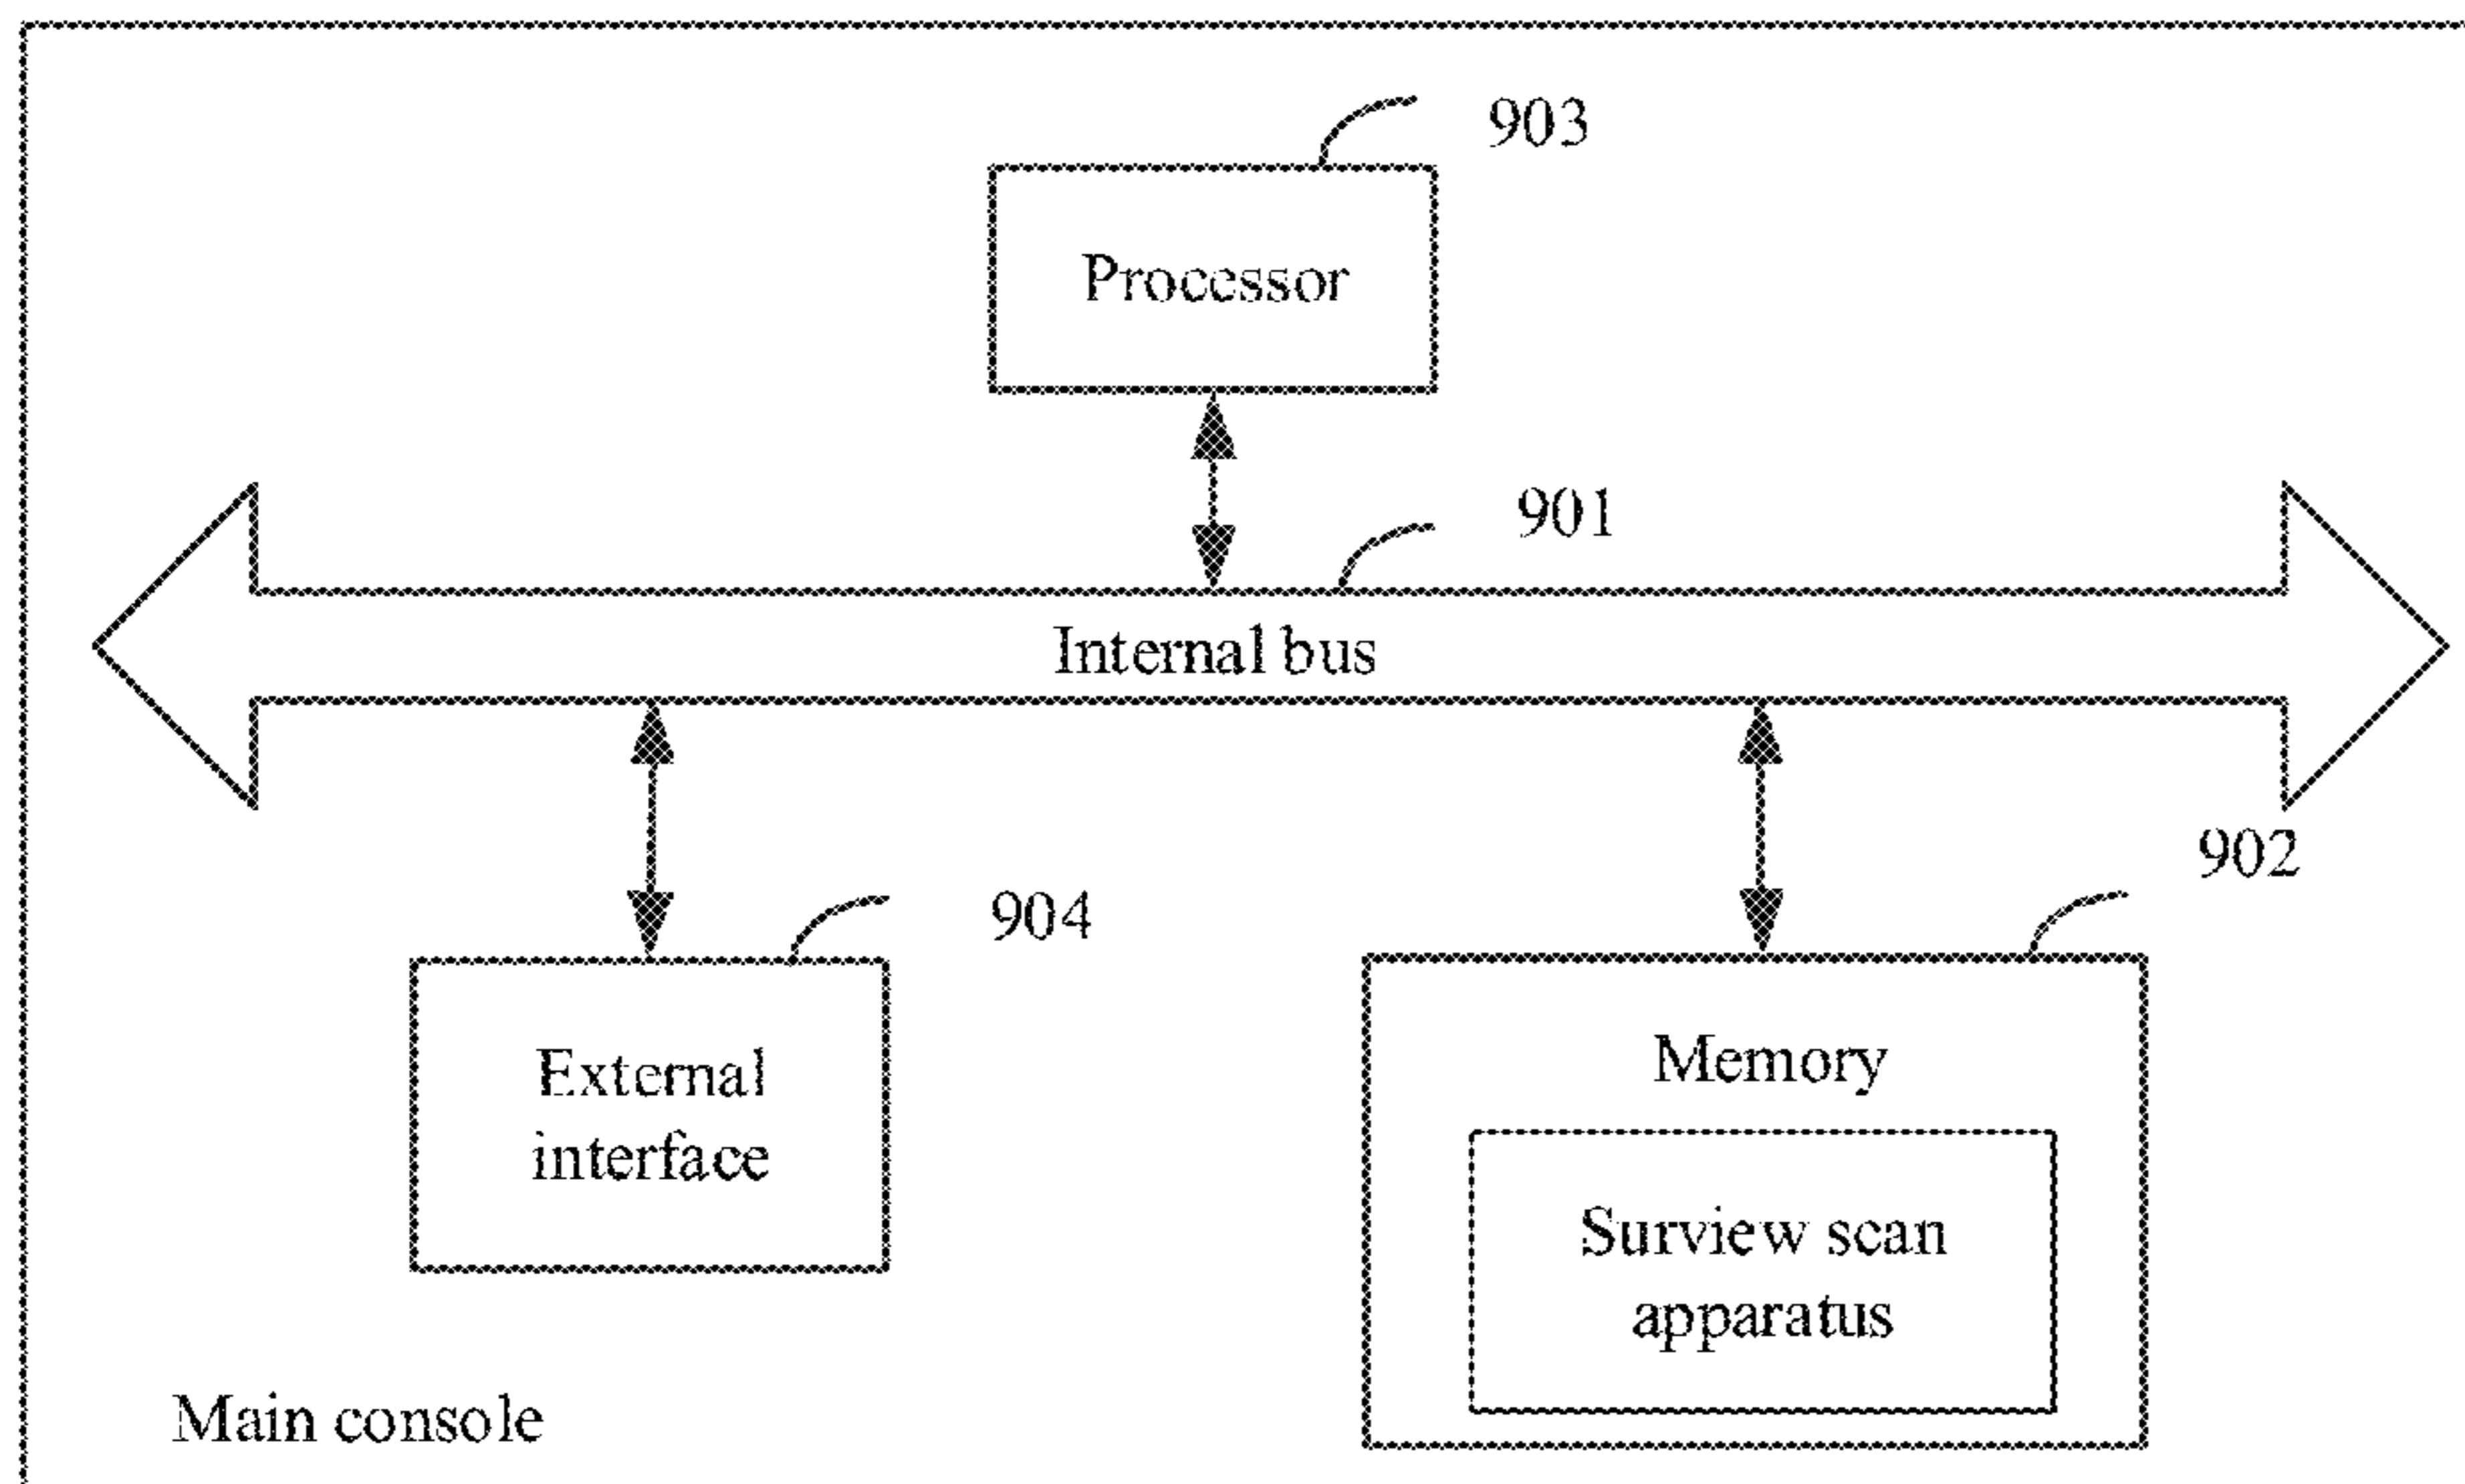 903
Processor
901
Internal bus
902
904
External
interface
Memory
Surview scan
apparatus
Main console